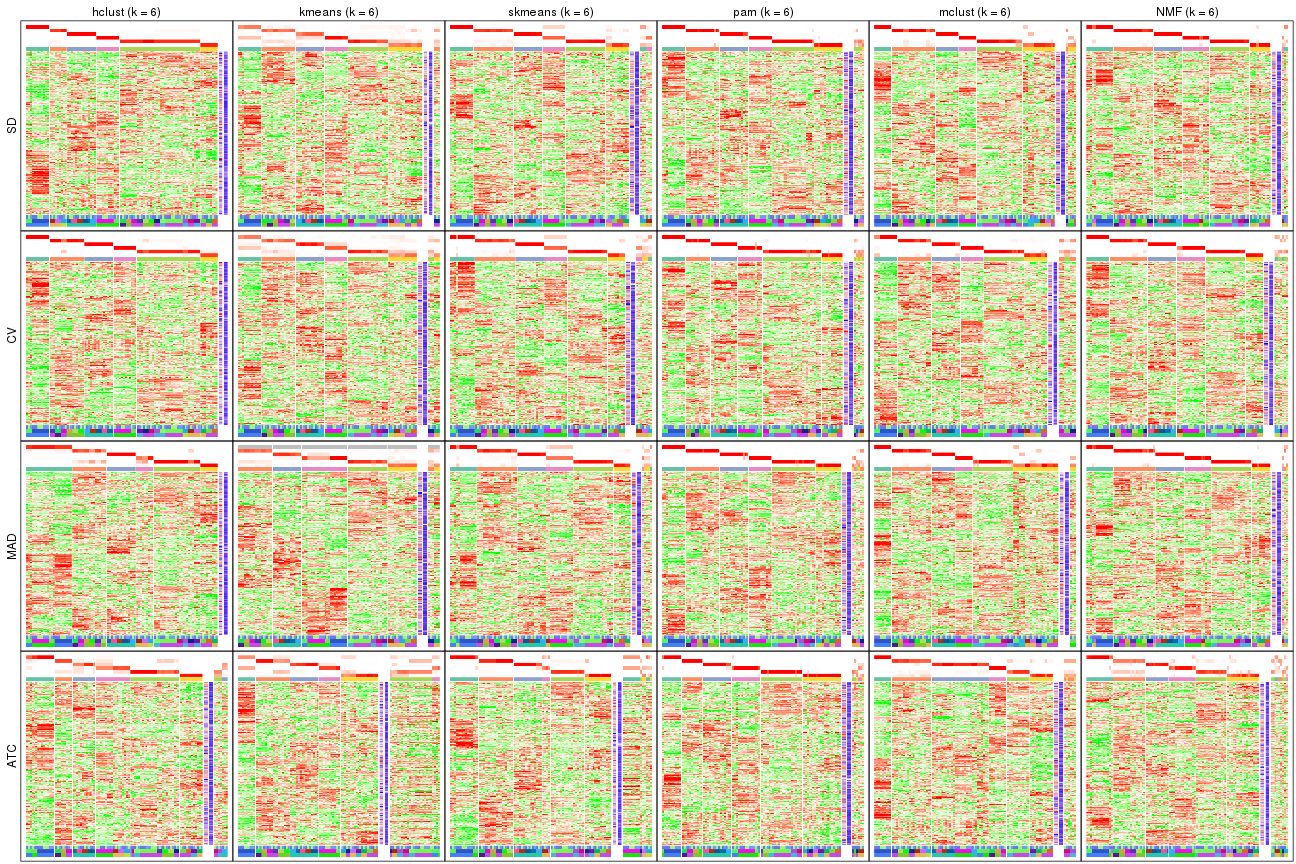 hclust (k = 6)
kmeans (k = 6)
skmeans (k = 6)
pam (k = 6)
mclust (k = 6)
NMF (k = 6)
SD
CV
MAD
ATC